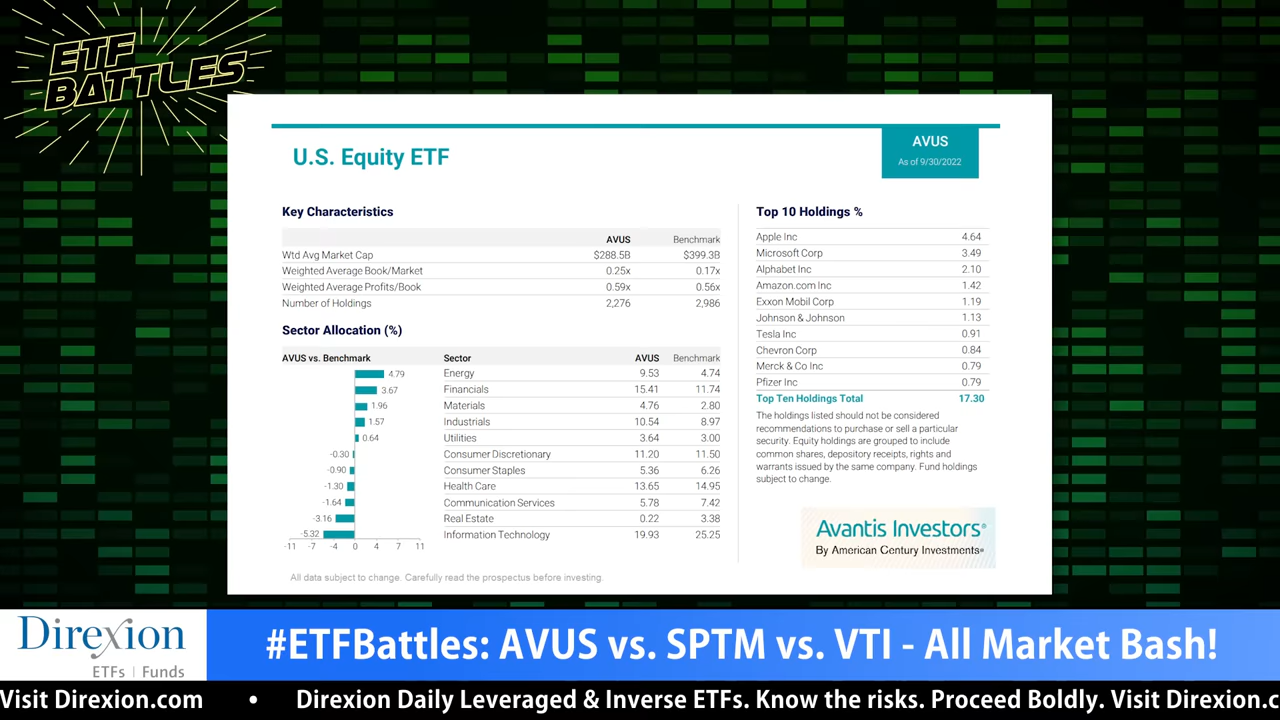 ETF
BATTLES
U.S. Equity ETF
AVUS
As of 9/30/2022
Key Characteristics
AVUS Benchmark
Wtd Avg Market Cap $288.5B $399.3B
Weighted Average Book/Market 0.25x 0.17x
Weighted Average Profits/Book 0.59x 0.56x
Number of Holdings 2,276 2,986
Sector Allocation (%)
AVUS vs. Benchmark Sector AVUS Benchmark
4.79 Energy 9.53 4.74
3.67 Financials 15.41 11.74
1.96 Materials 4.76 2.80
1.57 Industrials 10.54 8.97
0.64 Utilities 3.64 3.00
-0.30 Consumer Discretionary 11.20 11.50
-0.90 Consumer Staples 5.36 6.26
-1.30 Health Care 13.65 14.95
-1.64 Communication Services 5.78 7.42
-3.16 Real Estate 0.22 3.38
-5.32 Information Technology 19.93 25.25
-11 -7 -4 0 4 7 11
All data subject to change. Carefully read the prospectus before investing.
Top 10 Holdings %
Apple Inc 4.64
Microsoft Corp 3.49
Alphabet Inc 2.10
Amazon.com Inc 1.42
Exxon Mobil Corp 1.19
Johnson & Johnson 1.13
Tesla Inc 0.91
Chevron Corp 0.84
Merck & Co Inc 0.79
Pfizer Inc 0.79
Top Ten Holdings Total 17.30
The holdings listed should not be considered
recommendations to purchase or sell a particular
security. Equity holdings are grouped to include
common shares, depository receipts, rights and
warrants issued by the same company. Fund holdings
subject to change.
Avantis Investors®
By American Century Investments®
Direxion
ETFs | Funds
#ETFBattles: AVUS vs. SPTM vs. VTI - All Market Bash!
Visit Direxion.com • Direxion Daily Leveraged & Inverse ETFs. Know the risks. Proceed Boldly. Visit Direxion.c